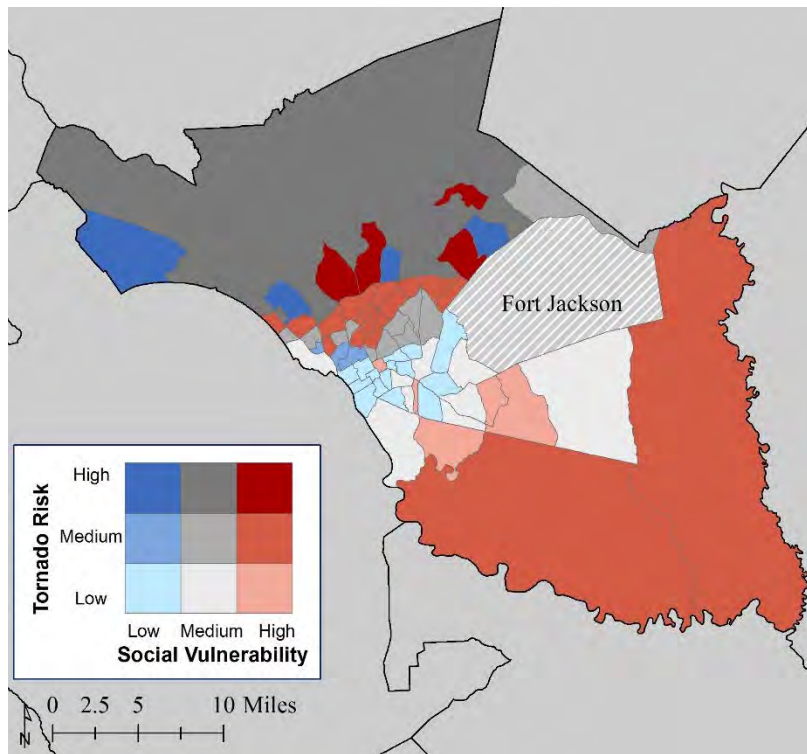 Fort Jackson
Tornado Risk
High
Medium
Low
Low Medium High
Social Vulnerability
0 2.5 5 10 Miles
N